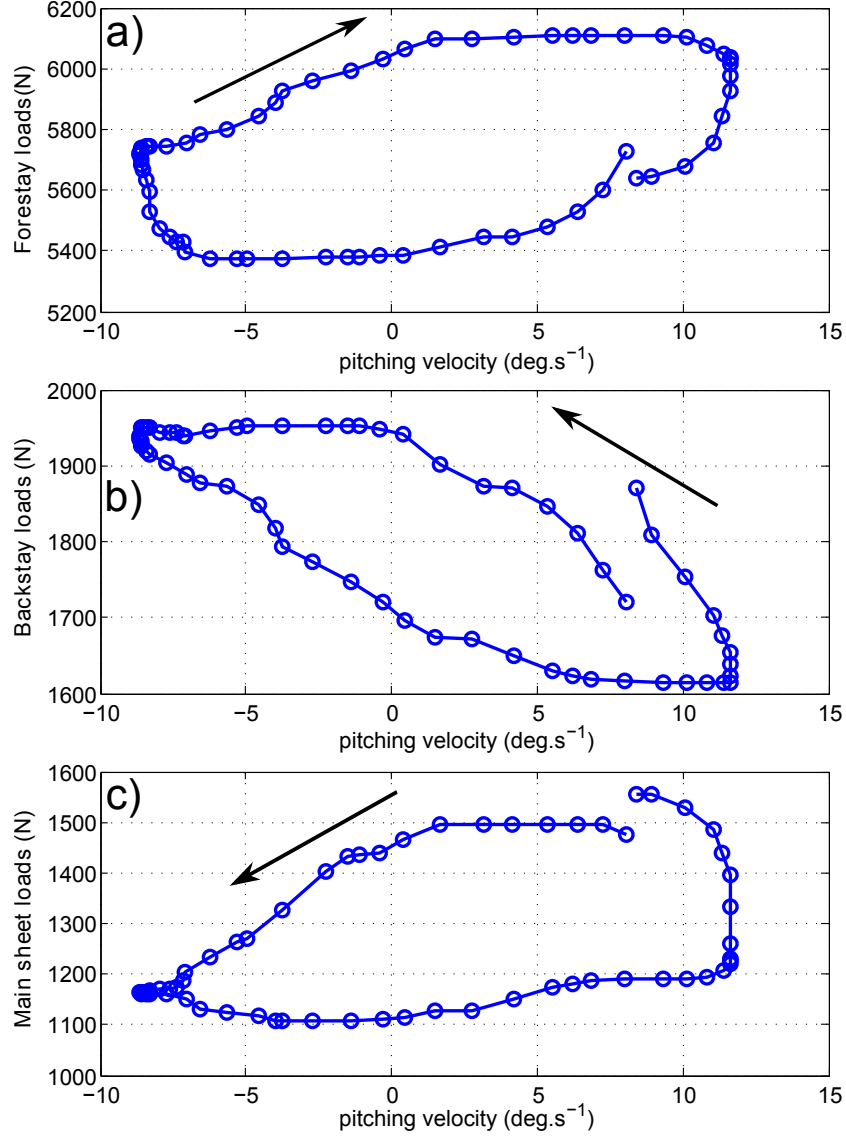 a)
6200
6000
5800
5600
5400
5200
Forestay loads(N)
−10 −5 0 5 10 15
pitching velocity (deg.s⁻¹)
b)
2000
1900
1800
1700
1600
Backstay loads (N)
−10 −5 0 5 10 15
pitching velocity (deg.s⁻¹)
c)
1600
1500
1400
1300
1200
1100
1000
Main sheet loads (N)
−10 −5 0 5 10 15
pitching velocity (deg.s⁻¹)